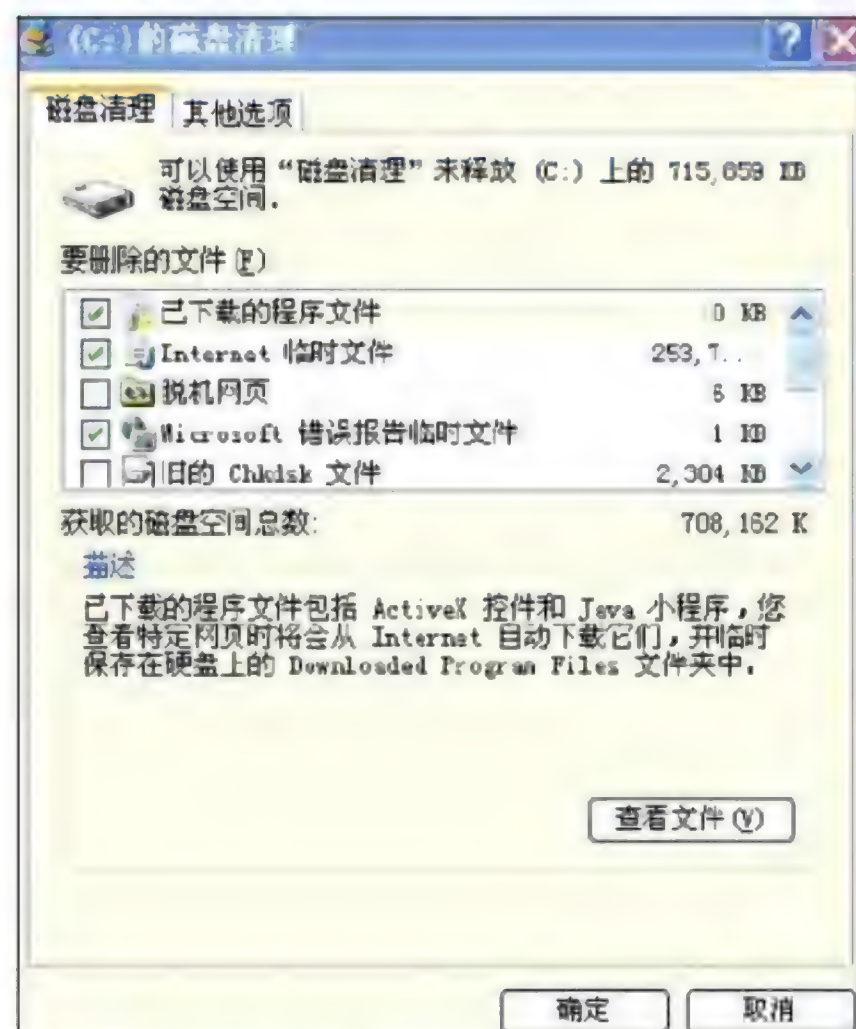 (C:)的磁盘清理
磁盘清理 其他选项
可以使用“磁盘清理”来释放 (C:) 上的 715,859 KB
磁盘空间.
要删除的文件(F)
已下载的程序文件 0 KB
Internet 临时文件 253,7..
脱机网页 6 KB
Microsoft 错误报告临时文件 1 KB
旧的 Chkdsk 文件 2,304 KB
获取的磁盘空间总数: 708,162 K
描述
已下载的程序文件包括 ActiveX 控件和 Java 小程序,您
查看特定网页时将会从 Internet 自动下载它们,并临时
保存在硬盘上的 Downloaded Program Files 文件夹中.
查看文件(V)
确定 取消